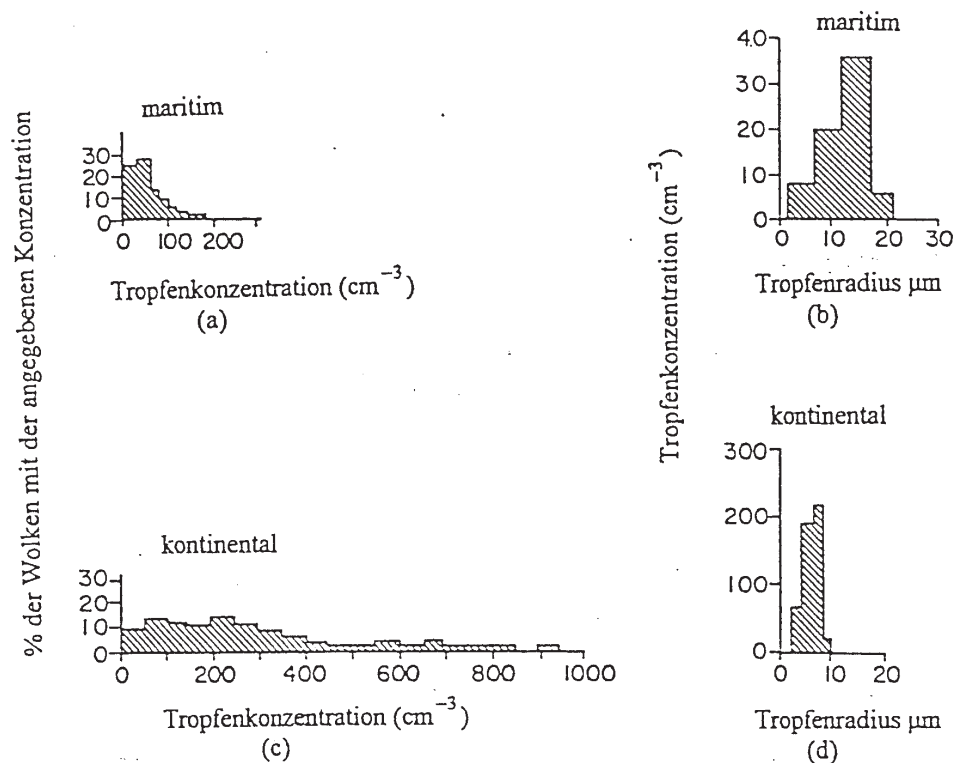 % der Wolken mit der angegebenen Konzentration
maritim
30
20
10
0
0 100 200
Tropfenkonzentration (cm⁻³)
(a)
Tropfenkonzentration (cm⁻³)
maritim
4.0
30
20
10
0
0 10 20 30
Tropfenradius μm
(b)
kontinental
30
20
10
0
0 200 400 600 800 1000
Tropfenkonzentration (cm⁻³)
(c)
kontinental
300
200
100
0
0 10 20
Tropfenradius μm
(d)